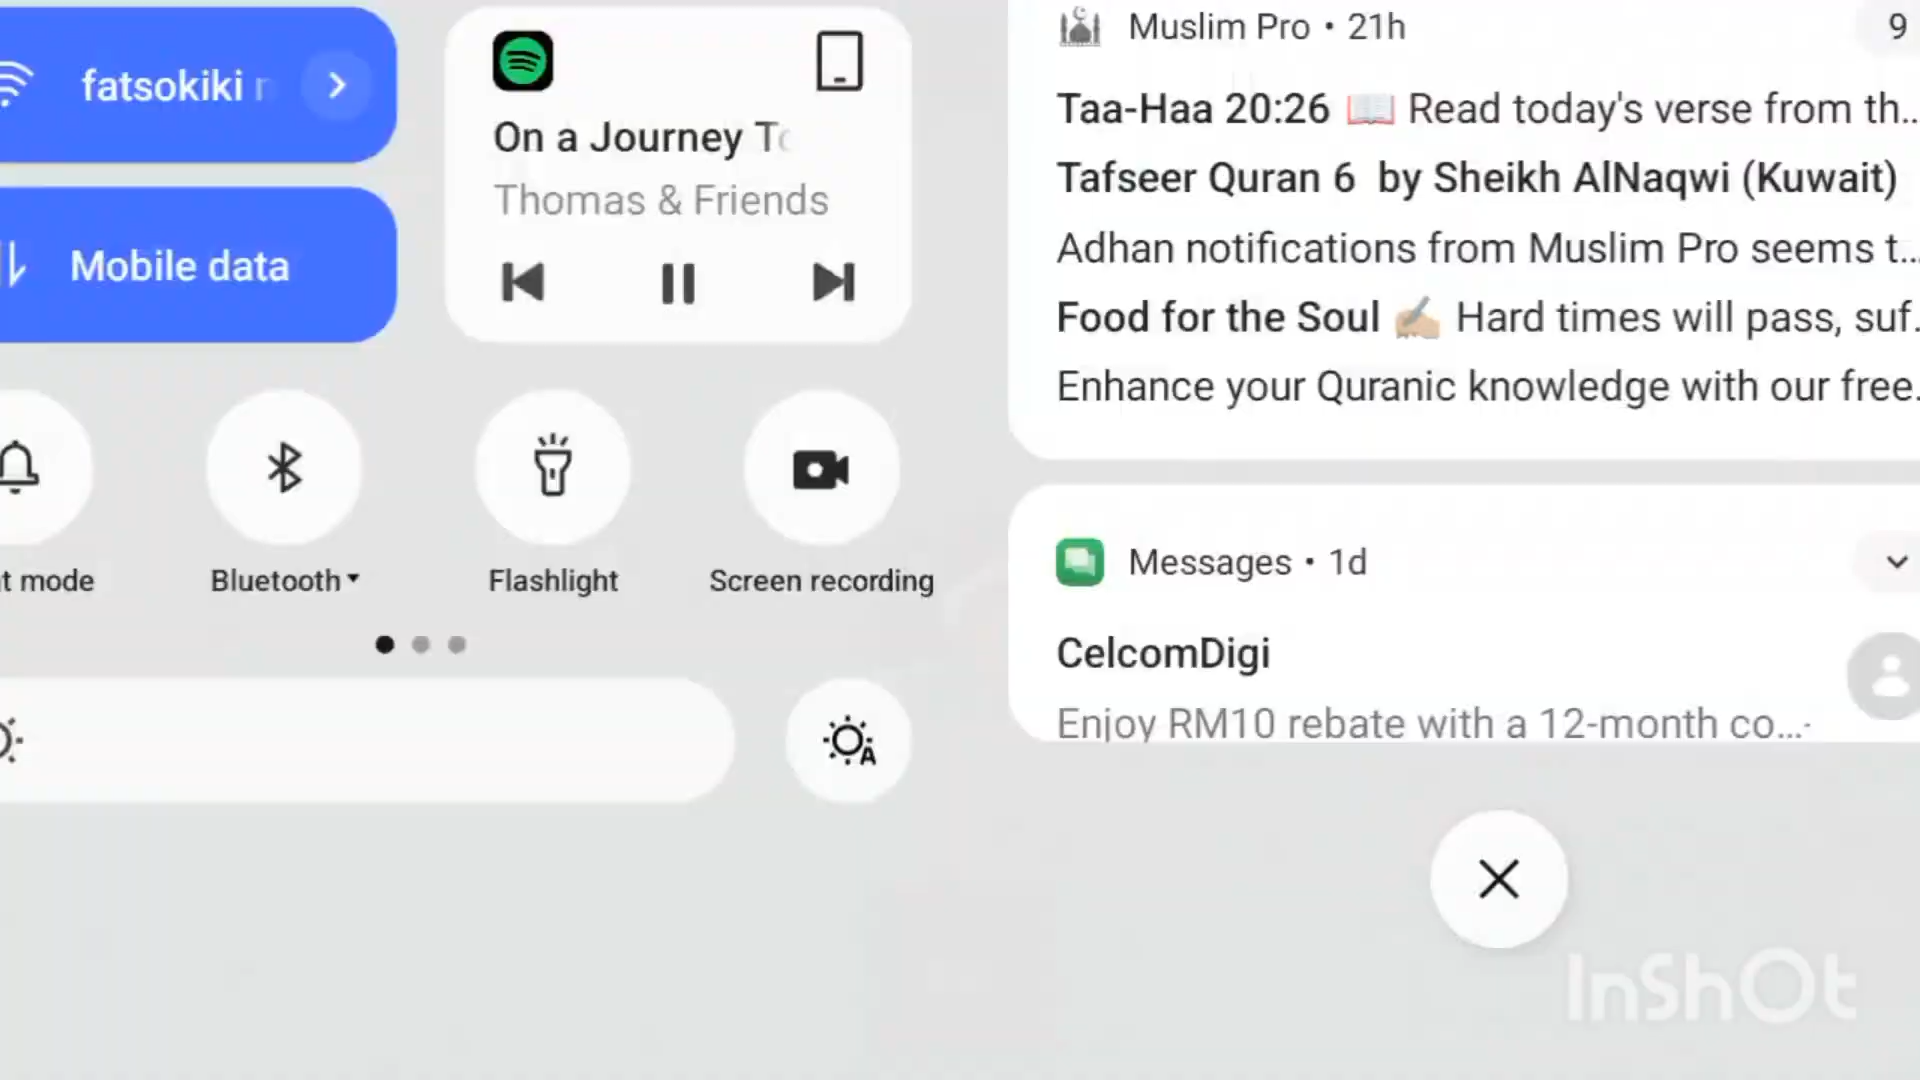 fatsokiki
Mobile data
On a Journey
Thomas & Friends
t mode
Bluetooth
Flashlight
Screen recording
A
Muslim Pro • 21h
9
Taa-Haa 20:26 📖 Read today's verse from th...
Tafseer Quran 6 by Sheikh AlNaqwi (Kuwait)
Adhan notifications from Muslim Pro seems t...
Food for the Soul ✍🏼 Hard times will pass, suf...
Enhance your Quranic knowledge with our free...
Messages • 1d
CelcomDigi
Enjoy RM10 rebate with a 12-month co...
InShOt